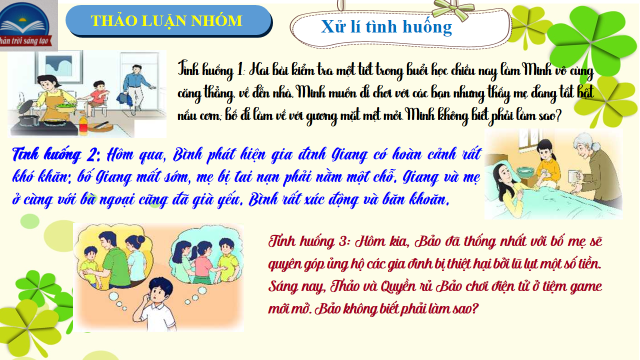 THẢO LUẬN NHÓM
Xử lí tình huống
Chân trời sáng tạo
Tình huống 1: Hai bài kiểm tra một tiết trong buổi học chiều nay làm Minh vô cùng
căng thẳng, về đến nhà, Minh muốn đi chơi với các bạn nhưng thấy mẹ đang tất bật
nấu cơm; bố đi làm về với gương mặt mệt mỏi. Minh không biết phải làm sao?
Tình huống 2: Hôm qua, Bình phát hiện gia đình Giang có hoàn cảnh rất
khó khăn: bố Giang mất sớm, mẹ bị tai nạn phải nằm một chỗ, Giang và mẹ
ở cùng với bà ngoại cũng đã già yếu. Bình rất xúc động và băn khoăn.
Tình huống 3: Hôm kia, Bảo đã thống nhất với bố mẹ sẽ
quyên góp ủng hộ các gia đình bị thiệt hại bởi lũ lụt một số tiền.
Sáng nay, Thảo và Quyền rủ Bảo chơi điện tử ở tiệm game
mới mở. Bảo không biết phải làm sao?